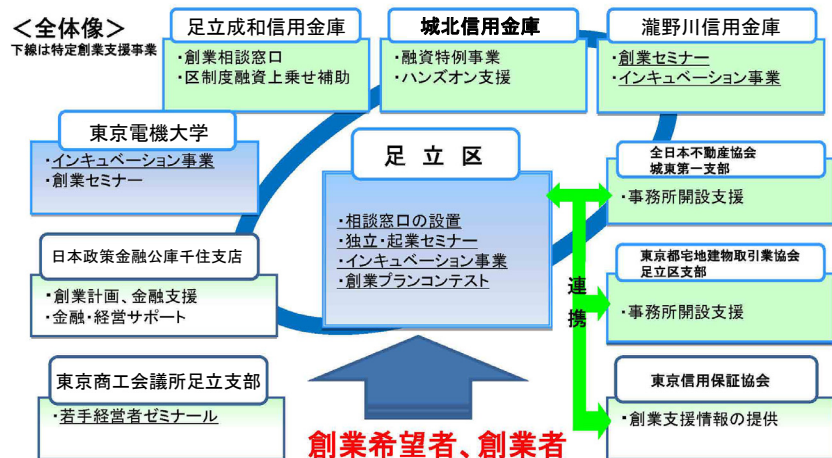 ＜全体像＞
下線は特定創業支援事業
足立成和信用金庫
・創業相談窓口
・区制度融資上乗せ補助
城北信用金庫
・融資特例事業
・ハンズオン支援
瀧野川信用金庫
・創業セミナー
・インキュベーション事業
東京電機大学
・インキュベーション事業
・創業セミナー
足立区
・相談窓口の設置
・独立・起業セミナー
・インキュベーション事業
・創業プランコンテスト
全日本不動産協会
城東第一支部
・事務所開設支援
日本政策金融公庫千住支店
・創業計画、金融支援
・金融・経営サポート
東京都宅地建物取引業協会
足立区支部
・事務所開設支援
連携
東京商工会議所足立支部
・若手経営者ゼミナール
東京信用保証協会
・創業支援情報の提供
創業希望者、創業者